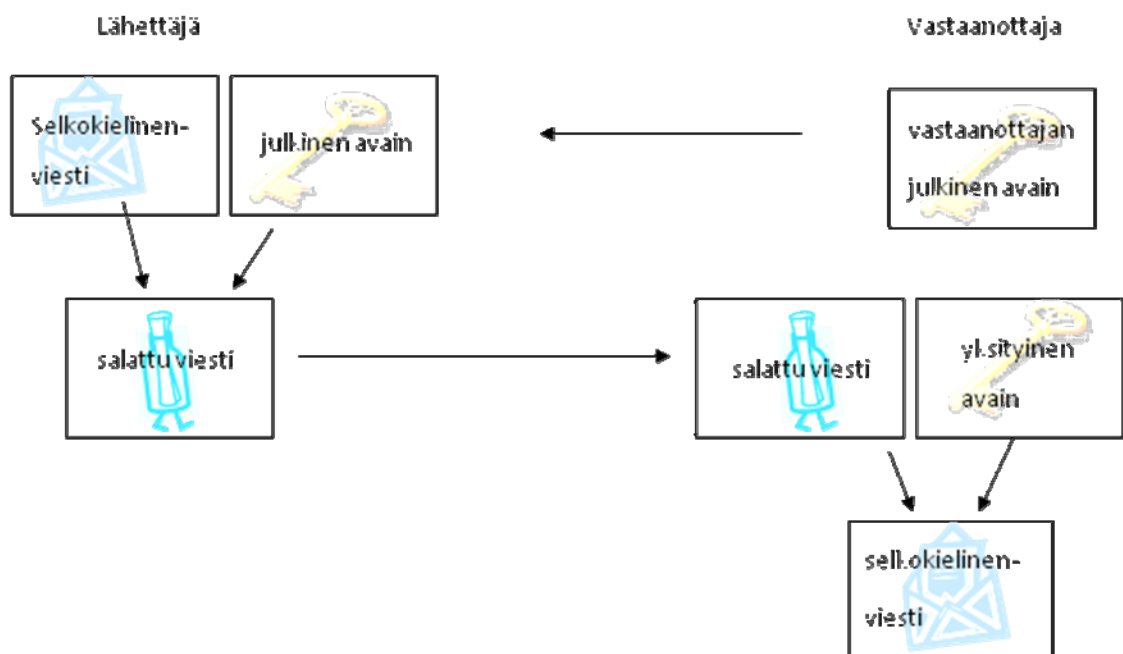 Lähettäjä
Vastaanottaja
Selkokielinen-
viesti
julkinen avain
vastaanottajan
julkinen avain
salattu viesti
salattu viesti
yksityinen
avain
selkokielinen-
viesti